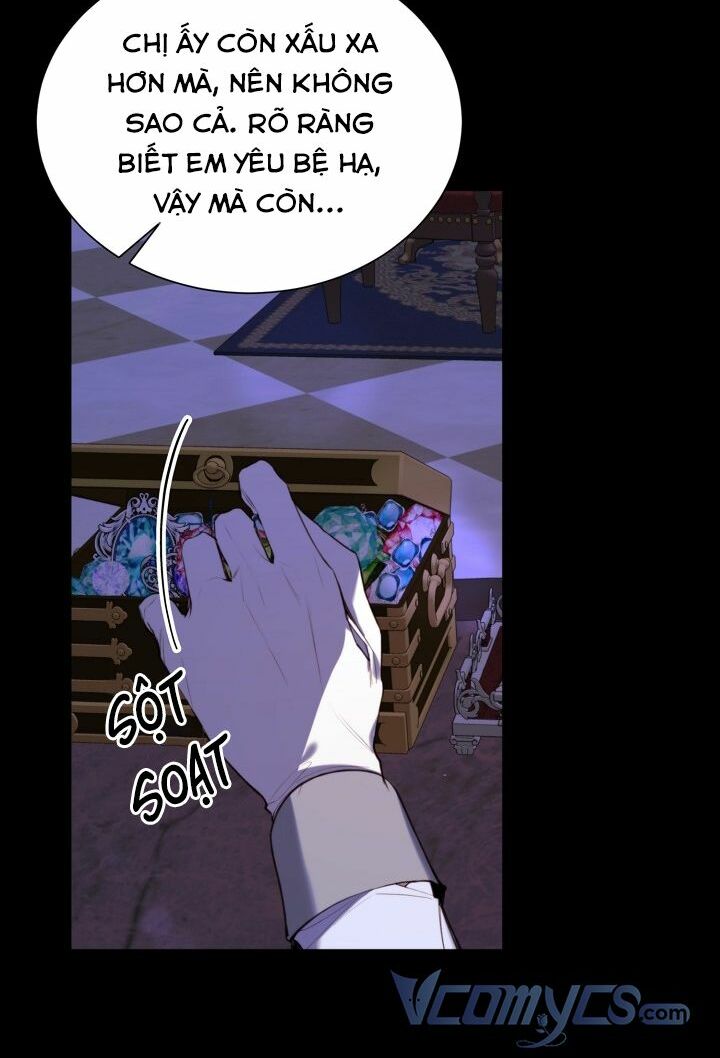 CHỊ ẤY CÒN XẤU XA
HƠN MÀ, NÊN KHÔNG
SAO CẢ. RÕ RÀNG
BIẾT EM YÊU BỆ HẠ,
VẬY MÀ CÒN...
SỘT
SOẠT
VCOMYCS.com